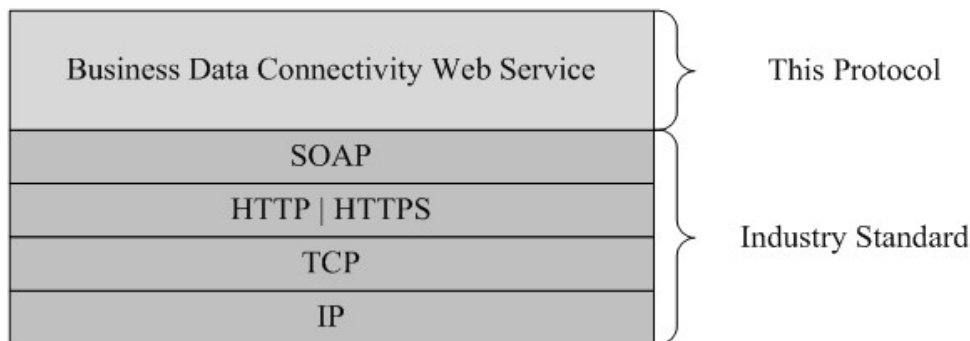 Business Data Connectivity Web Service
This Protocol
SOAP
HTTP | HTTPS
TCP
IP
Industry Standard